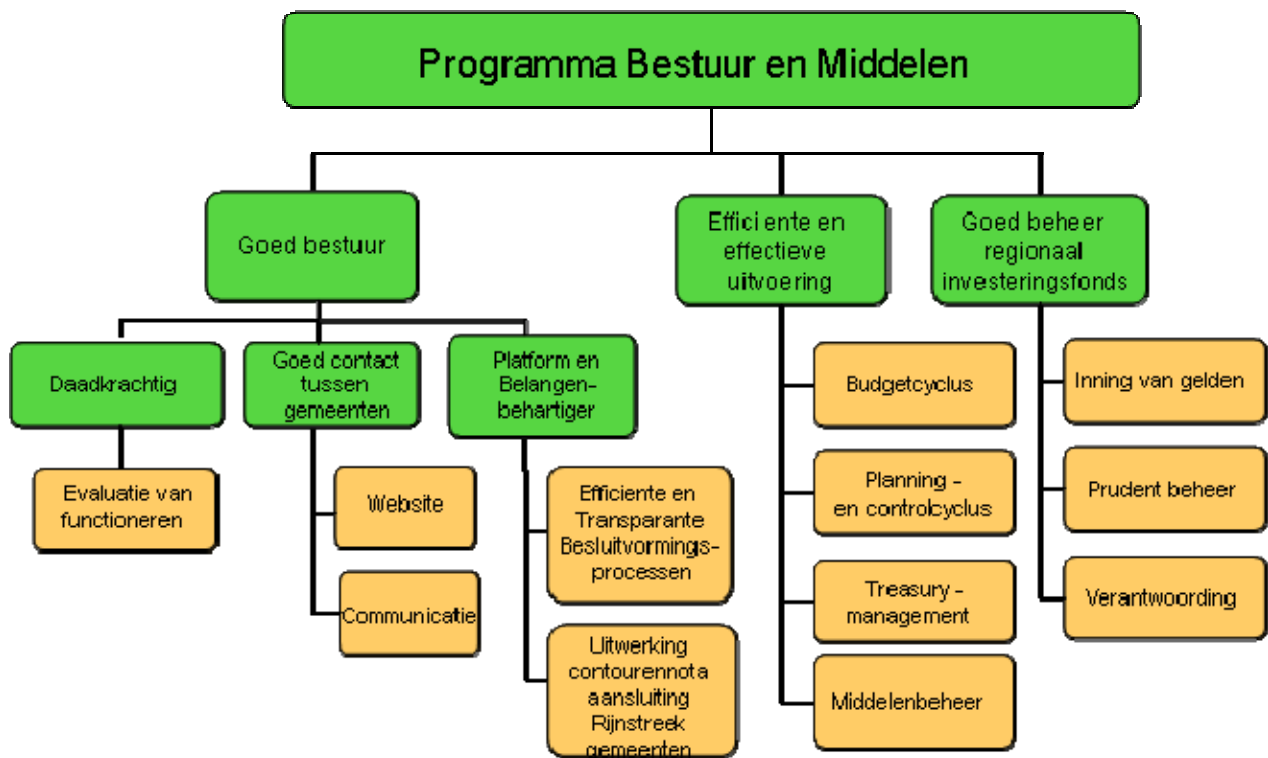 Programma Bestuur en Middelen
Goed bestuur
Efficiente en
effectieve
uitvoering
Goed beheer
regionaal
investeringsfonds
Daadkrachtig
Goed contact
tussen
gemeenten
Platform en
Belangen-
behartiger
Evaluatie van
functioneren
Website
Communicatie
Efficiente en
Transparante
Besluitvormings-
processen
Uitwerking
contourennota
aansluiting
Rijnstreek
gemeenten
Budgetcyclus
Planning -
en controlcyclus
Treasury -
management
Middelenbeheer
Inning van gelden
Prudent beheer
Verantwoording